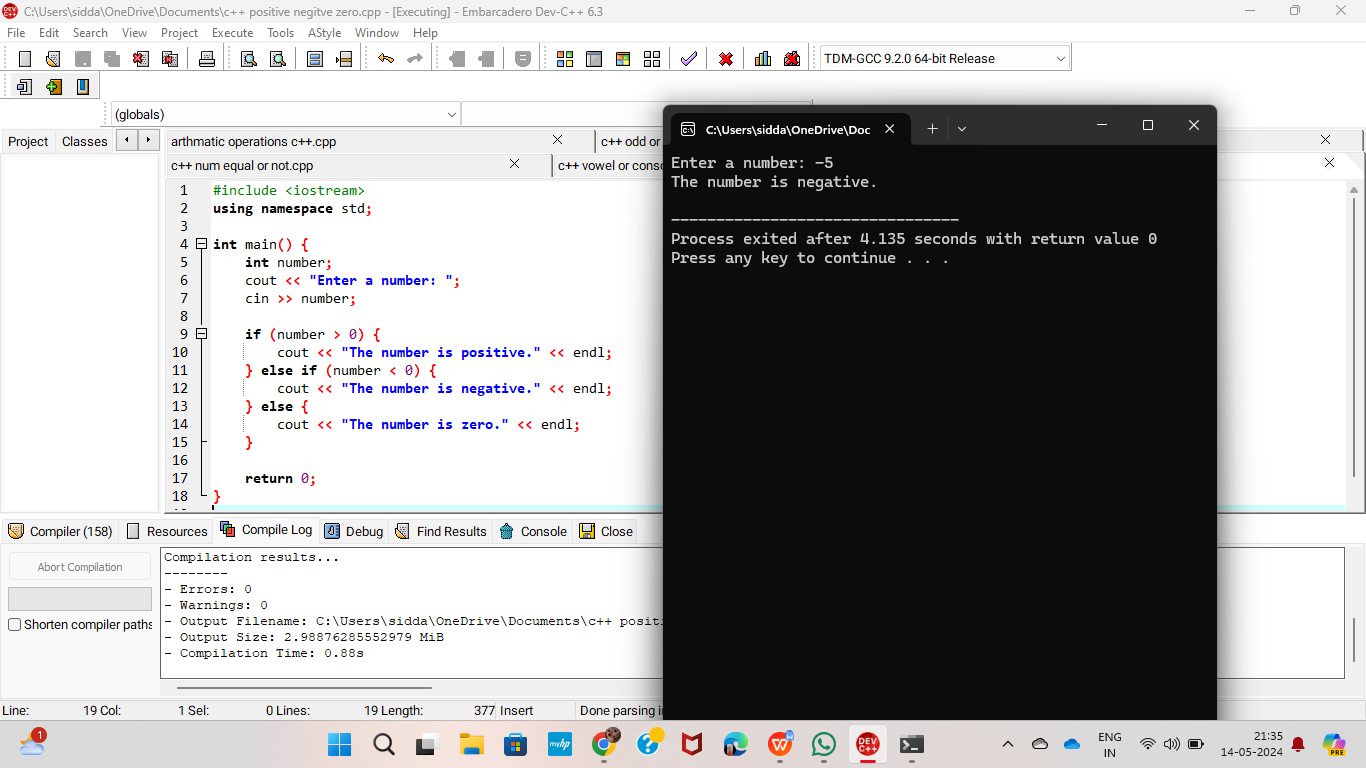 C:\Users\sidda\OneDrive\Documents\c++ positive negitve zero.cpp - [Executing] - Embarcadero Dev-C++ 6.3
File Edit Search View Project Execute Tools AStyle Window Help
TDM-GCC 9.2.0 64-bit Release
(globals)
Project Classes
arthmatic operations c++.cpp
c++ odd or
c++ num equal or not.cpp
c++ vowel or conso
1 #include <iostream>
2 using namespace std;
3
4 int main() {
5 int number;
6 cout << "Enter a number: ";
7 cin >> number;
8
9 if (number > 0) {
10 cout << "The number is positive." << endl;
11 } else if (number < 0) {
12 cout << "The number is negative." << endl;
13 } else {
14 cout << "The number is zero." << endl;
15 }
16
17 return 0;
18 }
C:\Users\sidda\OneDrive\Doc
Enter a number: -5
The number is negative.
--------------------------------
Process exited after 4.135 seconds with return value 0
Press any key to continue . . .
Compiler (158) Resources Compile Log Debug Find Results Console Close
Abort Compilation
Shorten compiler paths
Compilation results...
--------
- Errors: 0
- Warnings: 0
- Output Filename: C:\Users\sidda\OneDrive\Documents\c++ positi
- Output Size: 2.98876285552979 MiB
- Compilation Time: 0.88s
Line: 19 Col: 1 Sel: 0 Lines: 19 Length: 377 Insert Done parsing i
1
myhp
DEV C++
ENG
IN
21:35
14-05-2024
PRE